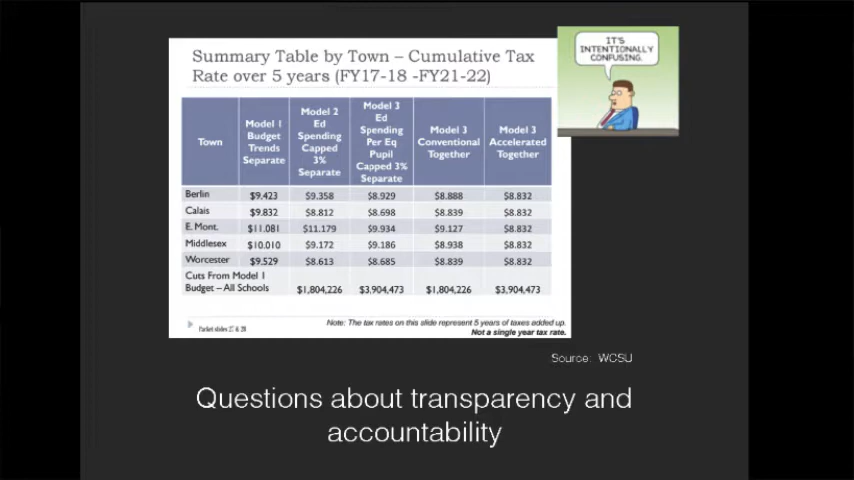 Summary Table by Town – Cumulative Tax
Rate over 5 years (FY17-18 -FY21-22)
IT'S
INTENTIONALLY
CONFUSING.
Town
Model 1
Budget
Trends
Separate
Model 2
Ed
Spending
Capped
3%
Separate
Model 3
Ed
Spending
Per Eq
Pupil
Capped 3%
Separate
Model 3
Conventional
Together
Model 3
Accelerated
Together
Berlin $9.423 $9.358 $8.929 $8.888 $8.832
Calais $9.832 $8.812 $8.698 $8.839 $8.832
E. Mont. $11.081 $11.179 $9.934 $9.127 $8.832
Middlesex $10.010 $9.172 $9.186 $8.938 $8.832
Worcester $9.529 $8.613 $8.685 $8.839 $8.832
Cuts From Model 1
Budget – All Schools $1,804,226 $3,904,473 $1,804,226 $3,904,473
Note: The tax rates on this slide represent 5 years of taxes added up.
Not a single year tax rate.
Packet slides 27 & 28
Source: WCSU
Questions about transparency and
accountability